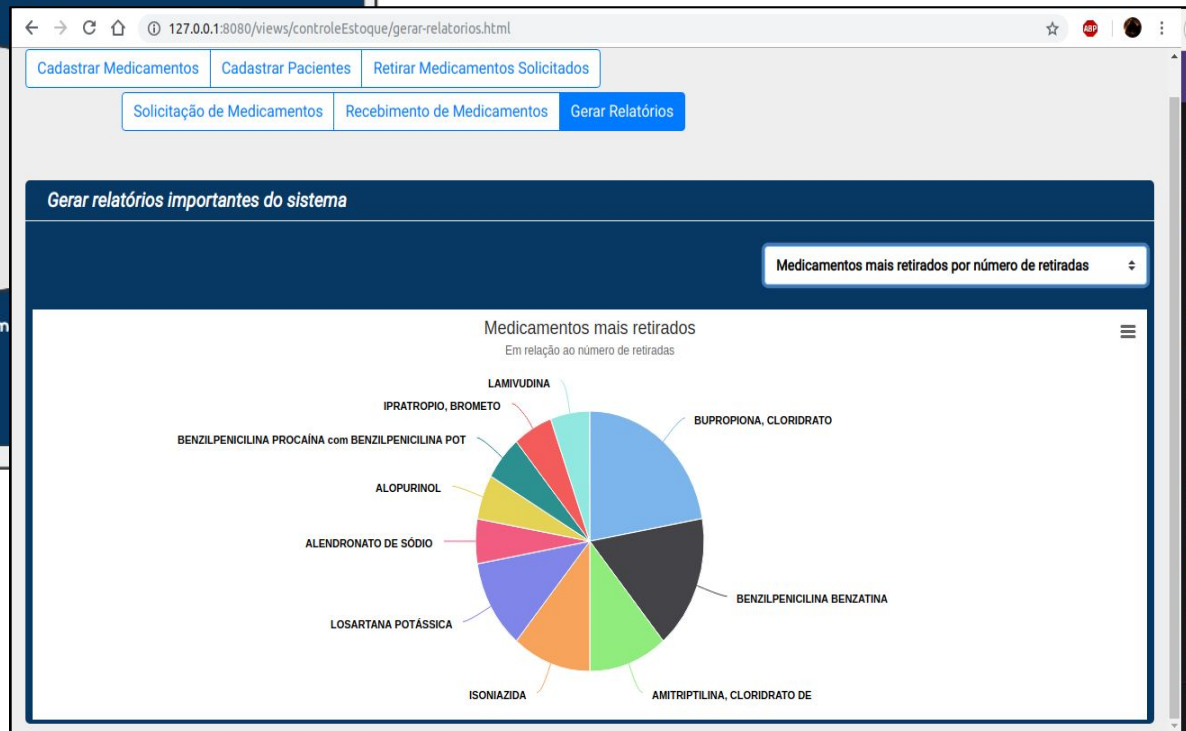 127.0.0.1:8080/views/controleEstoque/gerar-relatorios.html
ABP
Cadastrar Medicamentos Cadastrar Pacientes Retirar Medicamentos Solicitados
Solicitação de Medicamentos Recebimento de Medicamentos Gerar Relatórios
Gerar relatórios importantes do sistema
Medicamentos mais retirados por número de retiradas
Medicamentos mais retirados
Em relação ao número de retiradas
LAMIVUDINA
IPRATROPIO, BROMETO
BUPROPIONA, CLORIDRATO
BENZILPENICILINA PROCAÍNA com BENZILPENICILINA POT
ALOPURINOL
ALENDRONATO DE SÓDIO
BENZILPENICILINA BENZATINA
LOSARTANA POTÁSSICA
ISONIAZIDA
AMITRIPTILINA, CLORIDRATO DE